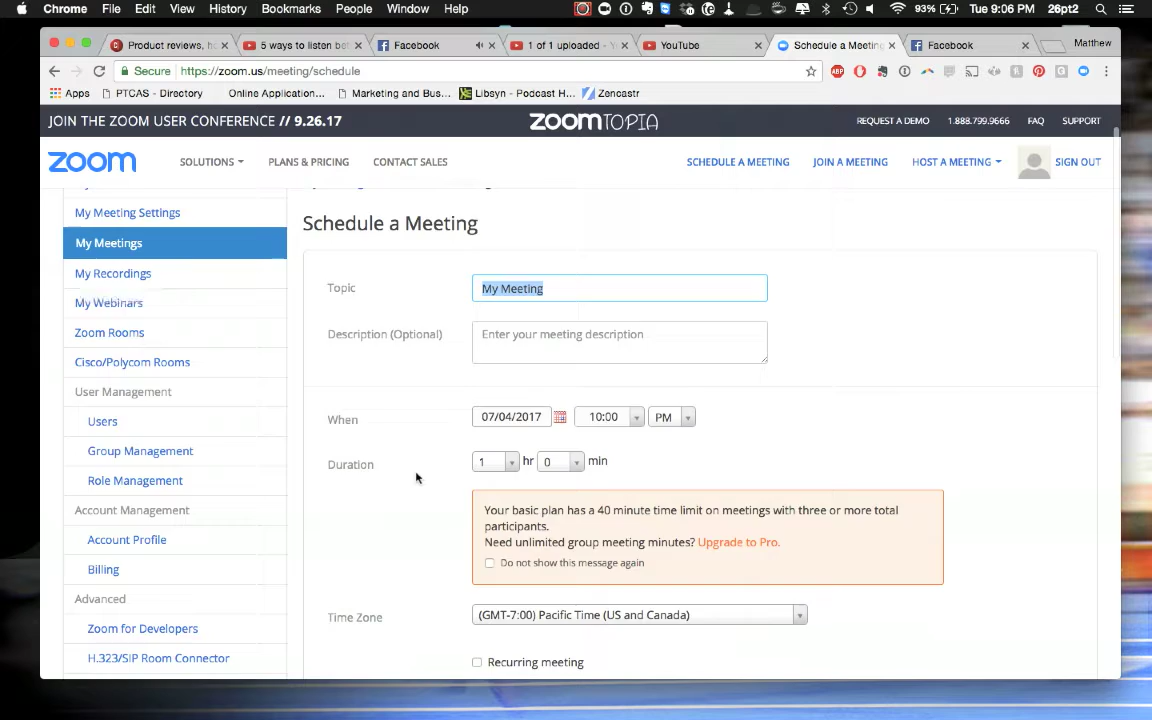 Chrome File Edit View History Bookmarks People Window Help 93% Tue 9:06 PM 26pt2
Product reviews, ho 5 ways to listen bet Facebook 1 of 1 uploaded - Y YouTube Schedule a Meeting Facebook Matthew
Secure https://zoom.us/meeting/schedule
Apps PTCAS - Directory Online Application... Marketing and Bus... Libsyn - Podcast H... Zencastr
JOIN THE ZOOM USER CONFERENCE // 9.26.17 ZOOMTOPIA REQUEST A DEMO 1.888.799.9666 FAQ SUPPORT
zoom SOLUTIONS PLANS & PRICING CONTACT SALES SCHEDULE A MEETING JOIN A MEETING HOST A MEETING SIGN OUT
My Meeting Settings
My Meetings
My Recordings
My Webinars
Zoom Rooms
Cisco/Polycom Rooms
User Management
Users
Group Management
Role Management
Account Management
Account Profile
Billing
Advanced
Zoom for Developers
H.323/SIP Room Connector
Schedule a Meeting
Topic My Meeting
Description (Optional) Enter your meeting description
When 07/04/2017 10:00 PM
Duration 1 hr 0 min
Your basic plan has a 40 minute time limit on meetings with three or more total
participants.
Need unlimited group meeting minutes? Upgrade to Pro.
Do not show this message again
Time Zone (GMT-7:00) Pacific Time (US and Canada)
Recurring meeting